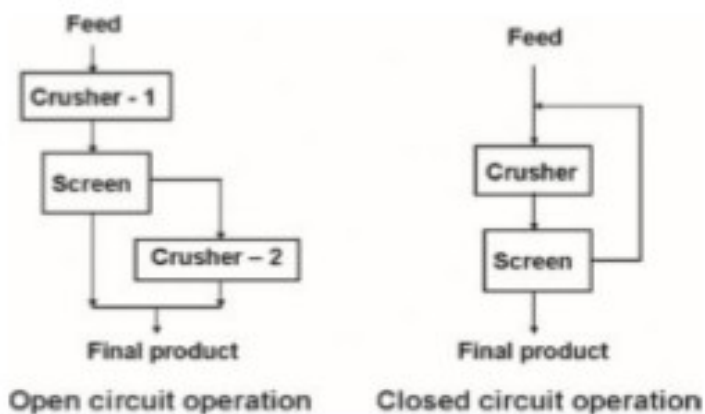 Feed
Crusher - 1
Screen
Crusher – 2
Final product
Open circuit operation
Feed
Crusher
Screen
Final product
Closed circuit operation